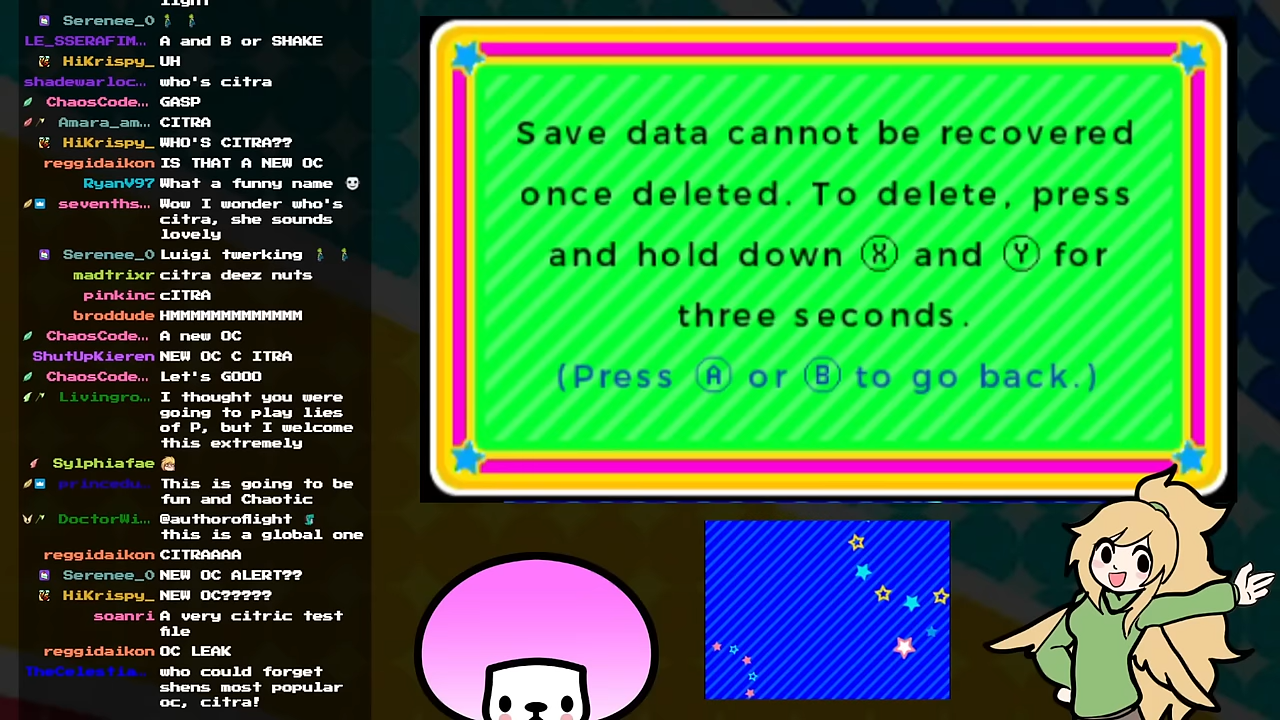 light
Serenee_0
LE_SSERAFIM... A and B or SHAKE
HiKrispy_ UH
shadewarloc... who's citra
ChaosCode... GASP
Amara_am... CITRA
HiKrispy_ WHO'S CITRA??
reggidaikon IS THAT A NEW OC
RyanV97 What a funny name
sevenths... Wow I wonder who's
citra, she sounds
lovely
Serenee_0 Luigi twerking
madtrixr citra deez nuts
pinkinc cITRA
broddude HMMMMMMMMMMMMM
ChaosCode... A new OC
ShutUpKieren NEW OC C ITRA
ChaosCode... Let's GOOO
Livingro... I thought you were
going to play lies
of P, but I welcome
this extremely
Sylphiafae
princedu... This is going to be
fun and Chaotic
DoctorWi... @authoroflight
this is a global one
reggidaikon CITRAAAA
Serenee_0 NEW OC ALERT??
HiKrispy_ NEW OC?????
soanri A very citric test
file
reggidaikon OC LEAK
TheCelestia... who could forget
shens most popular
oc, citra!
Save data cannot be recovered
once deleted. To delete, press
and hold down X and Y for
three seconds.
(Press A or B to go back.)